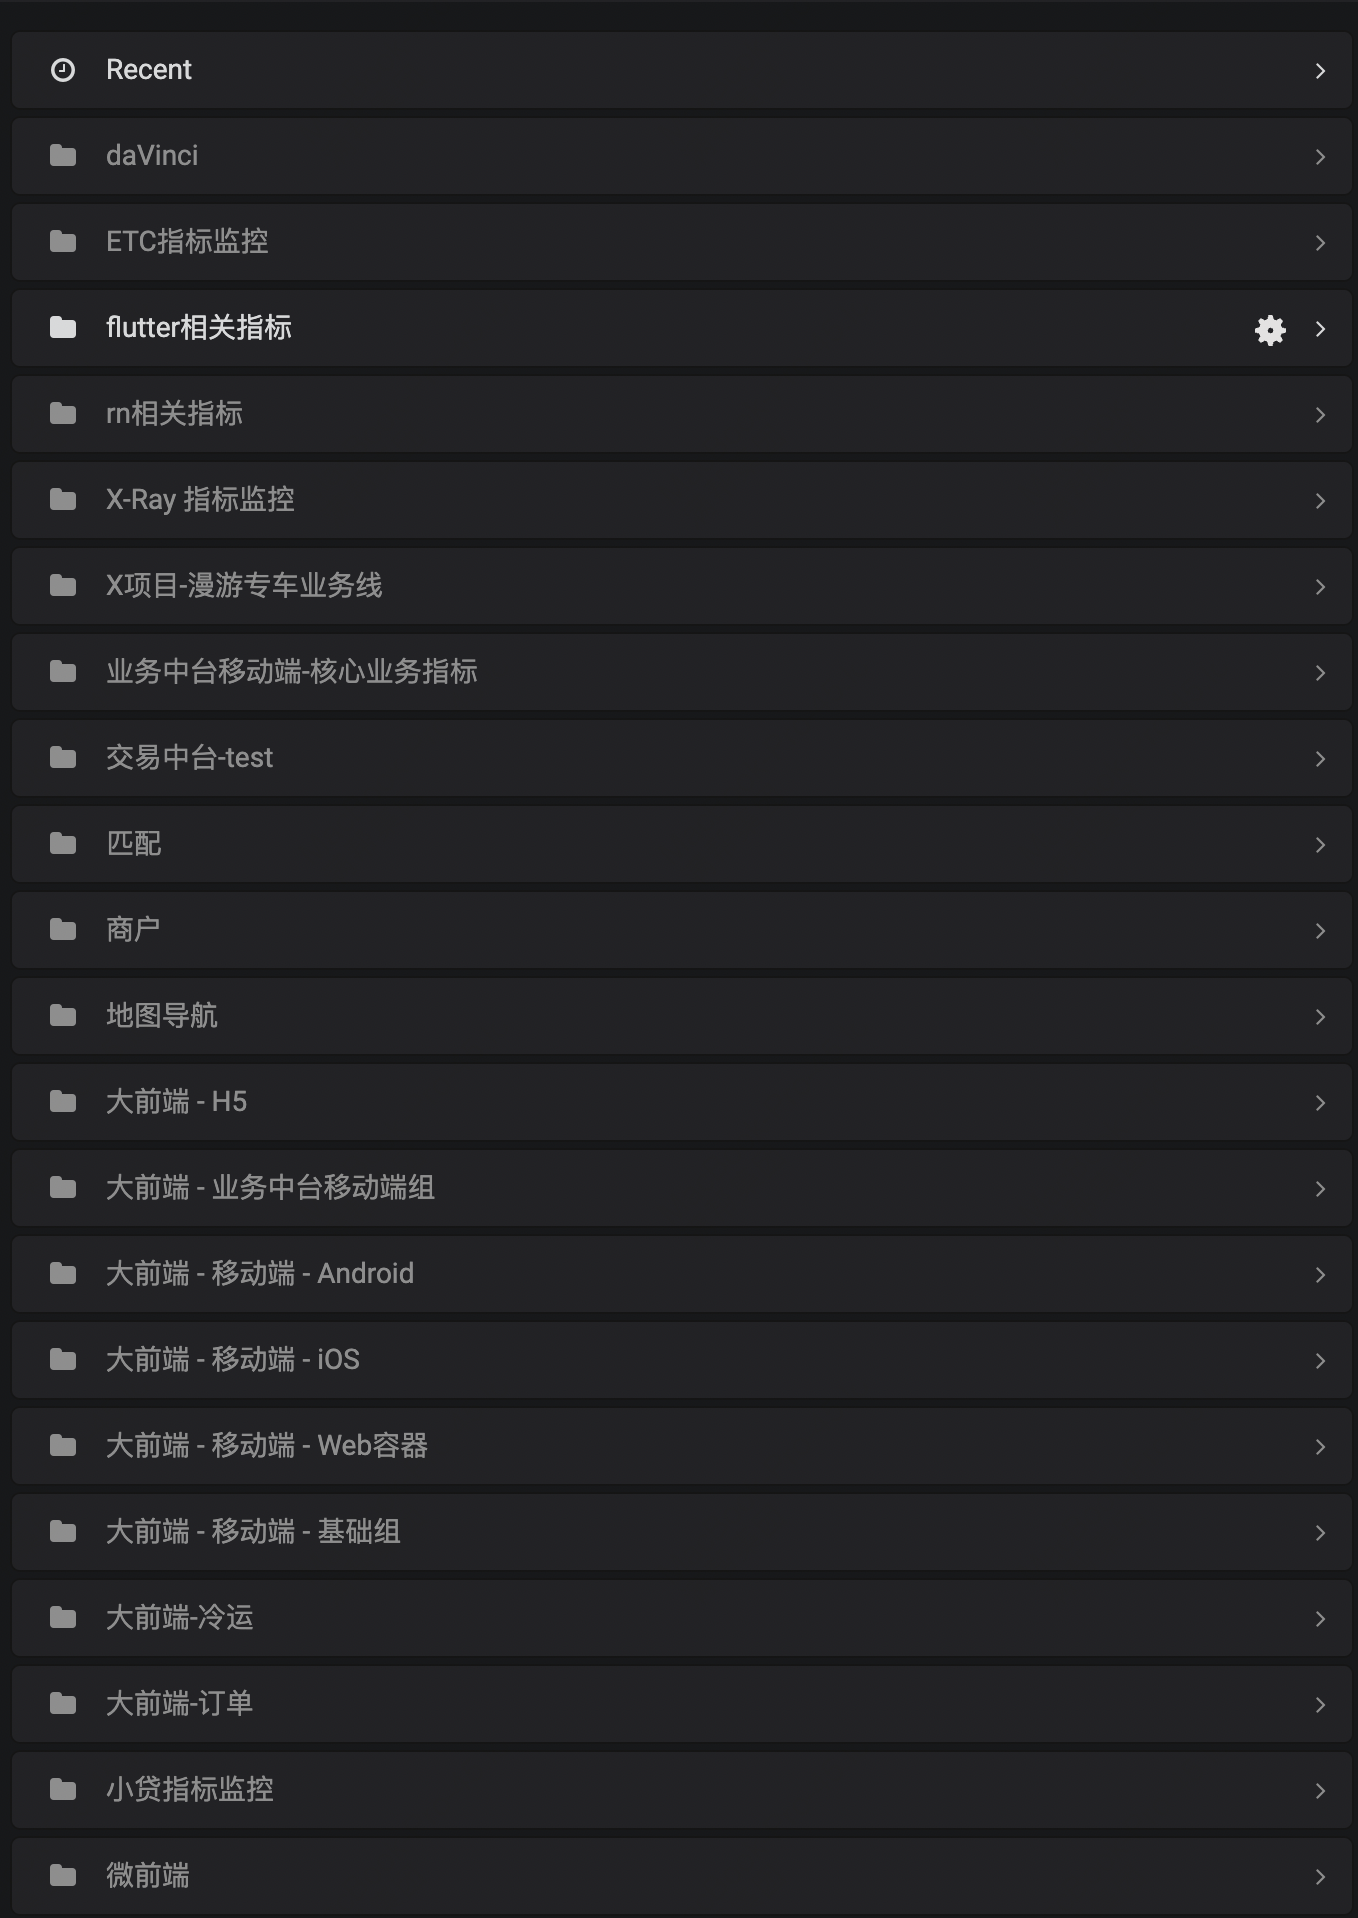 Recent
daVinci
ETC指标监控
flutter相关指标
rn相关指标
X-Ray 指标监控
X项目-漫游专车业务线
业务中台移动端-核心业务指标
交易中台-test
匹配
商户
地图导航
大前端 - H5
大前端 - 业务中台移动端组
大前端 - 移动端 - Android
大前端 - 移动端 - iOS
大前端 - 移动端 - Web容器
大前端 - 移动端 - 基础组
大前端-冷运
大前端-订单
小贷指标监控
微前端